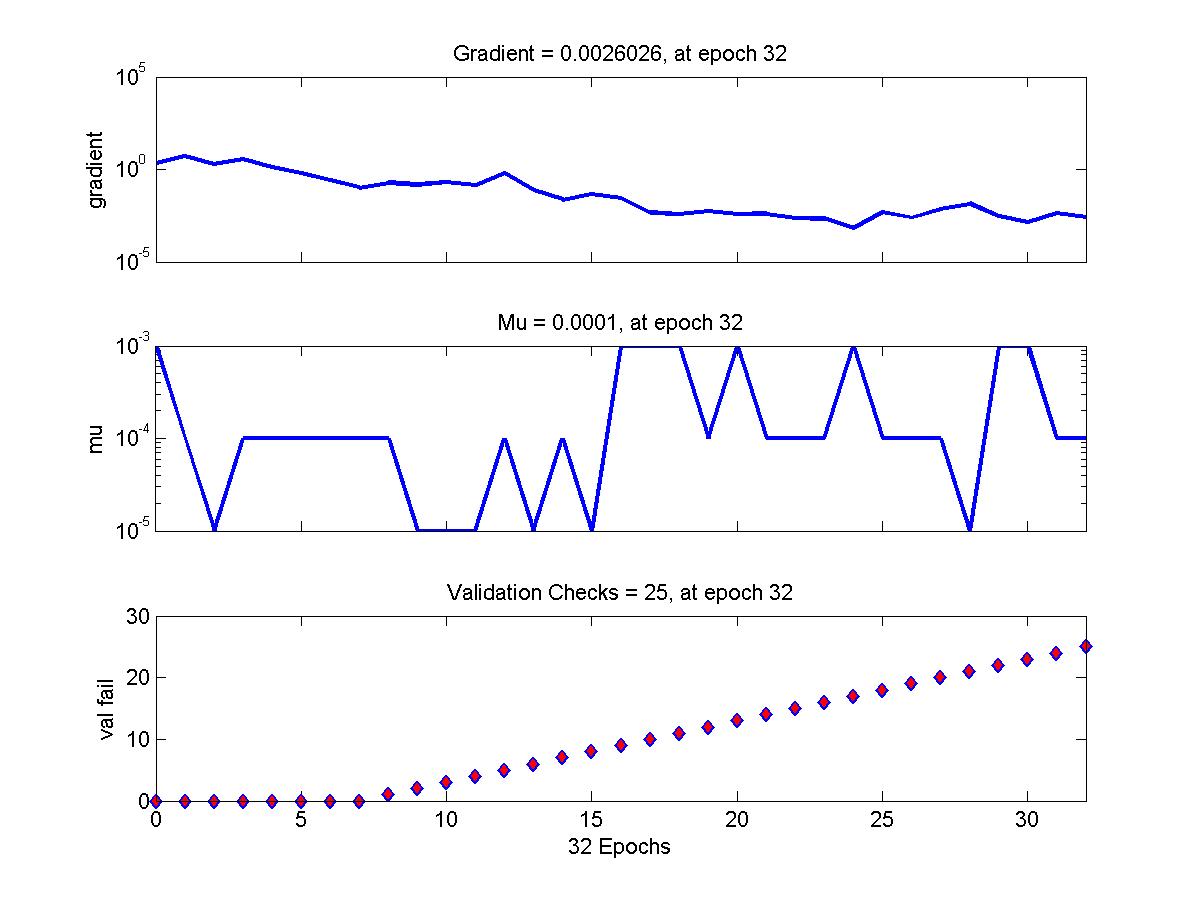 Gradient = 0.0026026, at epoch 32
10^5
10^0
10^-5
gradient
Mu = 0.0001, at epoch 32
10^-3
10^-4
10^-5
mu
Validation Checks = 25, at epoch 32
30
20
10
0
val fail
0 5 10 15 20 25 30
32 Epochs